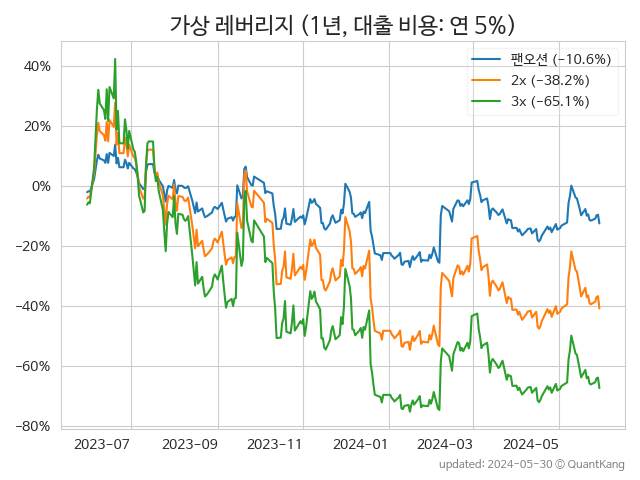 가상 레버리지 (1년, 대출 비용: 연 5%)
팬오션 (−10.6%)
2x (−38.2%)
3x (−65.1%)
40%
20%
0%
−20%
−40%
−60%
−80%
2023-07
2023-09
2023-11
2024-01
2024-03
2024-05
updated: 2024-05-30 © QuantKang